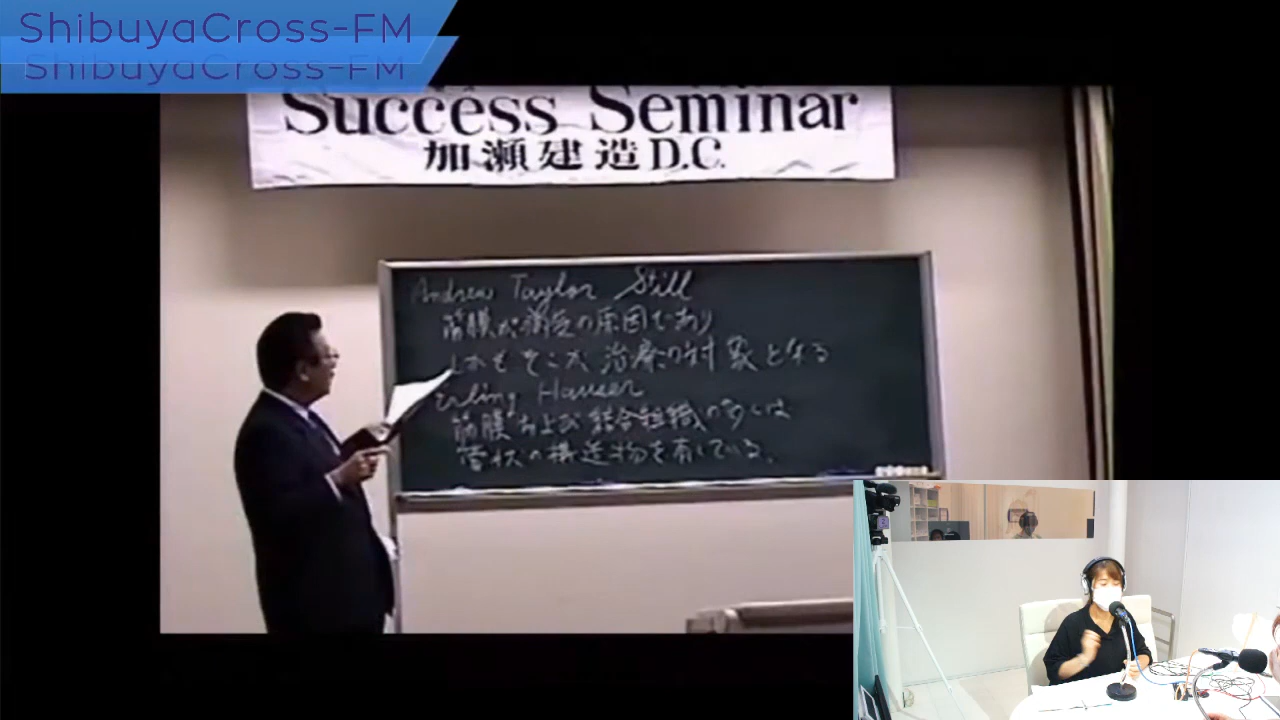 ShibuyaCross-FM
ShibuyaCross-FM
Success Seminar
加瀬建造D.C.
Andrew Taylor Still
筋膜が病気の原因であり
しかもそこが治療の対象となる
Hausen
筋膜および結合組織の多くは
管状の構造物を有している。